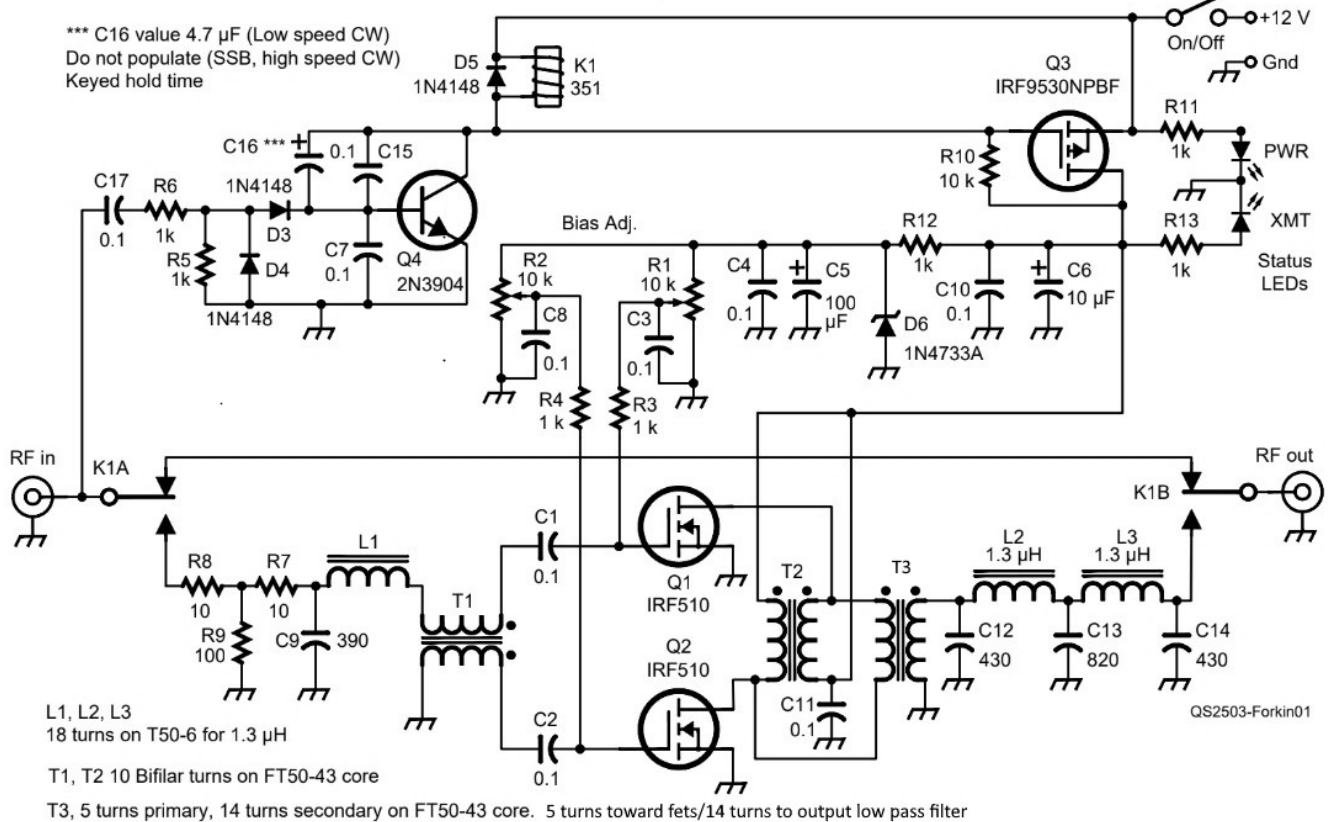 *** C16 value 4.7 µF (Low speed CW)
Do not populate (SSB, high speed CW)
Keyed hold time
D5
1N4148
K1
351
On/Off
+12 V
Gnd
Q3
IRF9530NPBF
R11
1k
PWR
C16 ***
+
0.1
C15
R10
10 k
C17
0.1
R6
1k
1N4148
D3
R5
1k
D4
1N4148
C7
0.1
Q4
2N3904
Bias Adj.
R2
10 k
C8
0.1
R1
10 k
C3
0.1
C4
0.1
+
C5
100
µF
R12
1k
D6
1N4733A
C10
0.1
+
C6
10 µF
R13
1k
XMT
Status
LEDs
R4
1 k
R3
1 k
RF in
K1A
K1B
RF out
R8
10
R7
10
R9
100
C9
390
L1
T1
C1
0.1
C2
0.1
Q1
IRF510
Q2
IRF510
T2
T3
C11
0.1
L2
1.3 µH
L3
1.3 µH
C12
430
C13
820
C14
430
QS2503-Forkin01
L1, L2, L3
18 turns on T50-6 for 1.3 µH
T1, T2 10 Bifilar turns on FT50-43 core
T3, 5 turns primary, 14 turns secondary on FT50-43 core. 5 turns toward fets/14 turns to output low pass filter